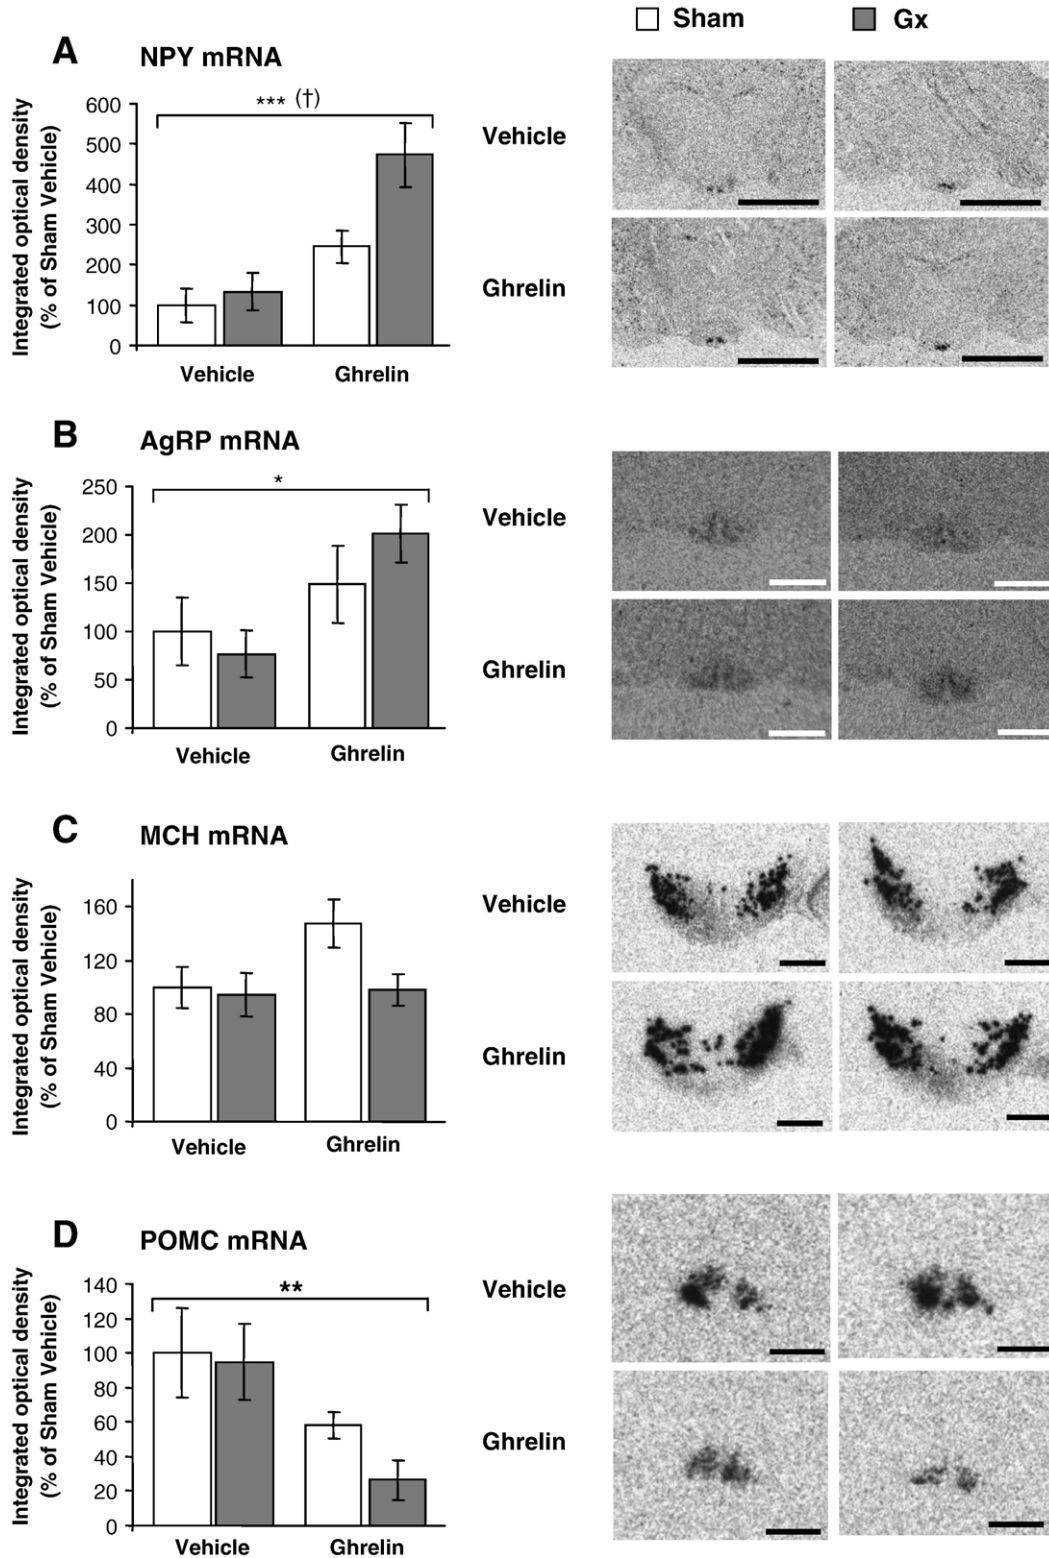 Sham
Gx
A
NPY mRNA
Integrated optical density
(% of Sham Vehicle)
600
500
400
300
200
100
0
*** (†)
Vehicle
Ghrelin
Vehicle
Ghrelin
B
AgRP mRNA
Integrated optical density
(% of Sham Vehicle)
250
200
150
100
50
0
*
Vehicle
Ghrelin
Vehicle
Ghrelin
C
MCH mRNA
Integrated optical density
(% of Sham Vehicle)
160
120
80
40
0
Vehicle
Ghrelin
Vehicle
Ghrelin
D
POMC mRNA
Integrated optical density
(% of Sham Vehicle)
140
120
100
80
60
40
20
0
**
Vehicle
Ghrelin
Vehicle
Ghrelin